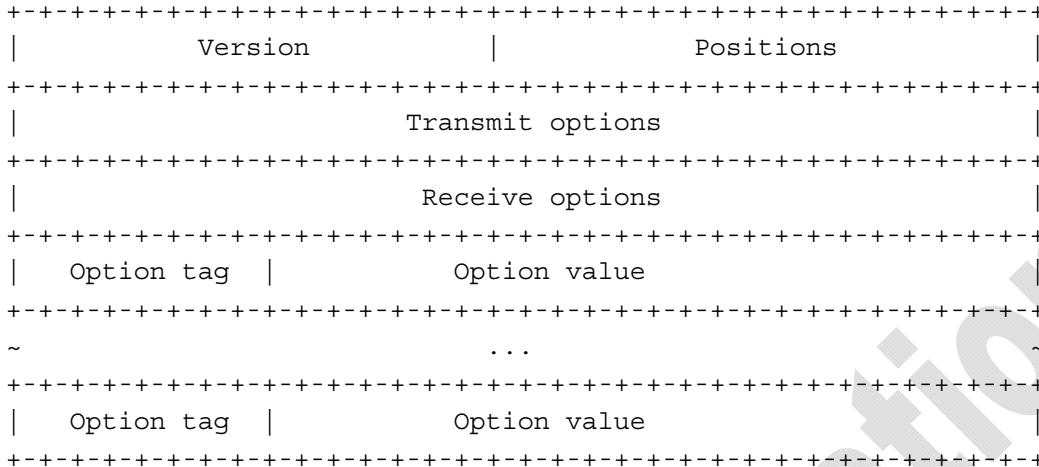 +-+-+-+-+-+-+-+-+-+-+-+-+-+-+-+-+-+-+-+-+-+-+-+-+-+-+-+-+-+-+-+-+-+
|           Version           |            Positions            |
+-+-+-+-+-+-+-+-+-+-+-+-+-+-+-+-+-+-+-+-+-+-+-+-+-+-+-+-+-+-+-+-+-+
|                        Transmit options                       |
+-+-+-+-+-+-+-+-+-+-+-+-+-+-+-+-+-+-+-+-+-+-+-+-+-+-+-+-+-+-+-+-+-+
|                         Receive options                       |
+-+-+-+-+-+-+-+-+-+-+-+-+-+-+-+-+-+-+-+-+-+-+-+-+-+-+-+-+-+-+-+-+-+
|   Option tag  |           Option value                        |
+-+-+-+-+-+-+-+-+-+-+-+-+-+-+-+-+-+-+-+-+-+-+-+-+-+-+-+-+-+-+-+-+-+
~                             ...                               ~
+-+-+-+-+-+-+-+-+-+-+-+-+-+-+-+-+-+-+-+-+-+-+-+-+-+-+-+-+-+-+-+-+-+
|   Option tag  |           Option value                        |
+-+-+-+-+-+-+-+-+-+-+-+-+-+-+-+-+-+-+-+-+-+-+-+-+-+-+-+-+-+-+-+-+-+